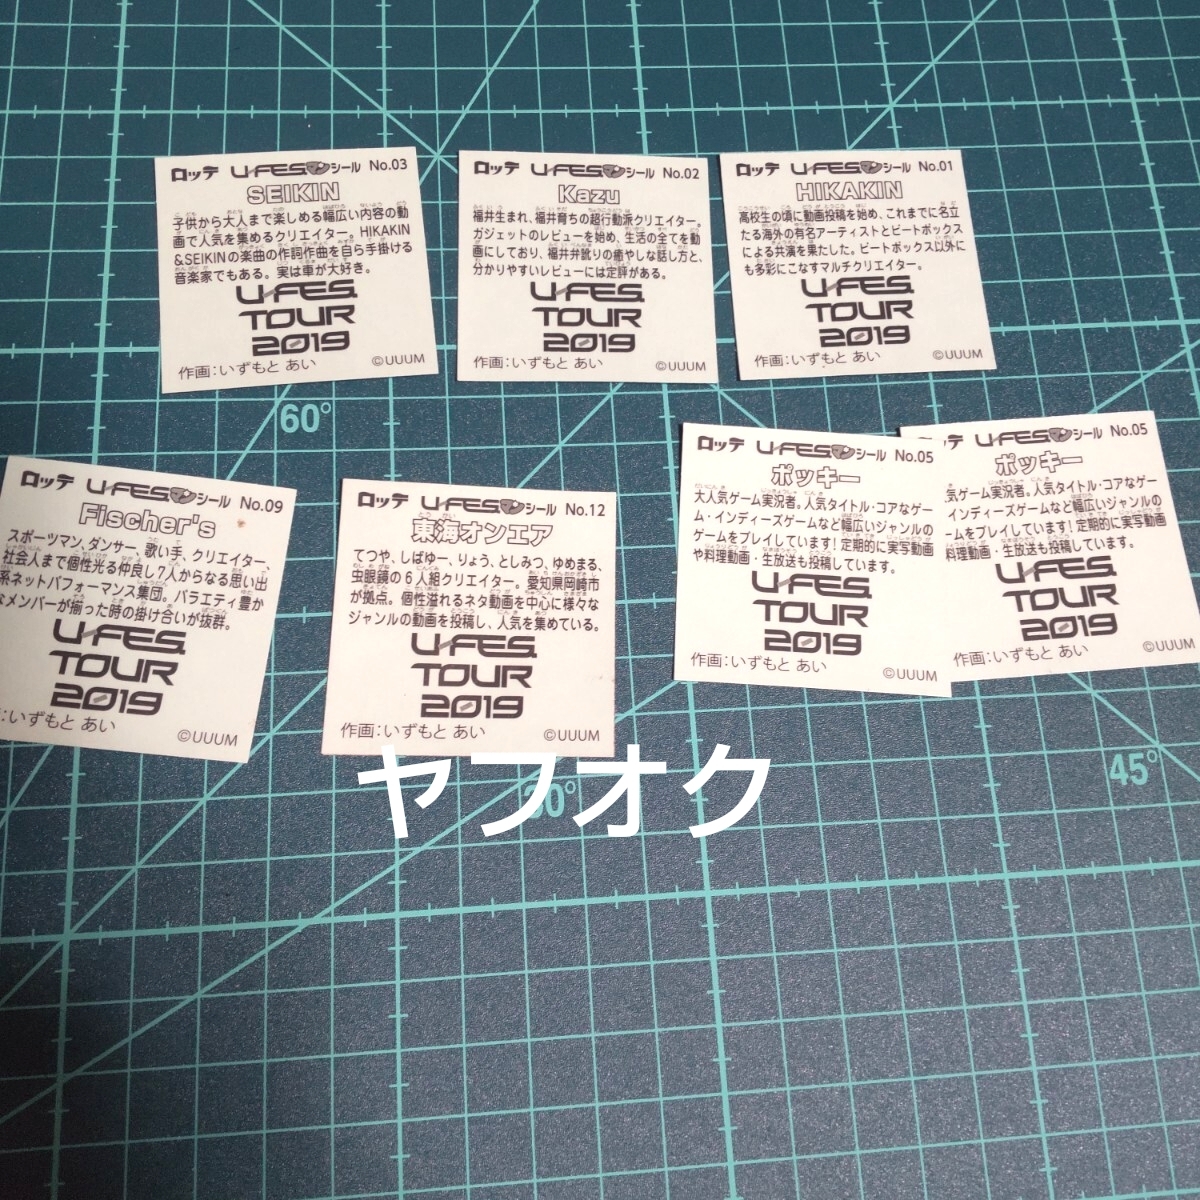 ロッテ U-FES.マンシール No.03
SEIKIN
子供から大人まで楽しめる幅広い内容の動
画で人気を集めるクリエイター。HIKAKIN
&SEIKINの楽曲の作詞作曲を自ら手掛ける
音楽家でもある。実は車が大好き。
U-FES.
TOUR
2019
作画:いずもと あい
©UUUM
ロッテ U-FES.マンシール No.02
Kazu
福井生まれ、福井育ちの超行動派クリエイター。
ガジェットのレビューを始め、生活の全てを動
画にしており、福井弁訛りの癒やしな話し方と、
分かりやすいレビューには定評がある。
U-FES.
TOUR
2019
作画:いずもと あい
©UUUM
ロッテ U-FES.マンシール No.01
HIKAKIN
高校生の頃に動画投稿を始め、これまでに名立
たる海外の有名アーティストとビートボックス
による共演を果たした。ビートボックス以外に
も多彩にこなすマルチクリエイター。
U-FES.
TOUR
2019
作画:いずもと あい
©UUUM
60°
ロッテ U-FES.マンシール No.09
Fischer's
スポーツマン、ダンサー、歌い手、クリエイター、
社会人まで個性光る仲良し7人からなる思い出
系ネットパフォーマンス集団。バラエティ豊か
なメンバーが揃った時の掛け合いが抜群。
U-FES.
TOUR
2019
:いずもと あい
©UUUM
ロッテ U-FES.マンシール No.12
東海オンエア
てつや、しばゆー、りょう、としみつ、ゆめまる、
虫眼鏡の6人組クリエイター。愛知県岡崎市
が拠点。個性溢れるネタ動画を中心に様々な
ジャンルの動画を投稿し、人気を集めている。
U-FES.
TOUR
2019
作画:いずもと あい
©UUUM
ロッテ U-FES.マンシール No.05
ポッキー
大人気ゲーム実況者。人気タイトル・コアなゲー
ム・インディーズゲームなど幅広いジャンルの
ゲームをプレイしています!定期的に実写動画
や料理動画・生放送も投稿しています。
U-FES.
TOUR
2019
作画:いずもと あい
©UUUM
テ U-FES.マンシール No.05
ポッキー
気ゲーム実況者。人気タイトル・コアなゲー
インディーズゲームなど幅広いジャンルの
ームをプレイしています!定期的に実写動画
料理動画・生放送も投稿しています。
U-FES.
TOUR
2019
作画:いずもと あい
©UUUM
ヤフオク
30°
45°